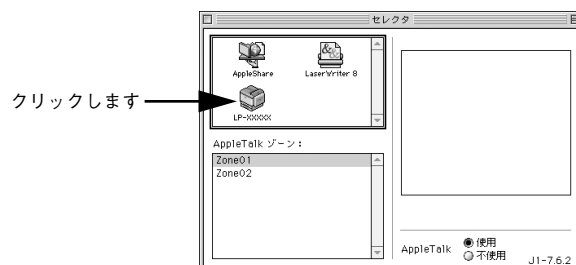 セレクタ
AppleShare
LaserWriter 8
クリックします
LP-XXXXX
AppleTalk ゾーン：
Zone01
Zone02
AppleTalk
使用
不使用
J1-7.6.2